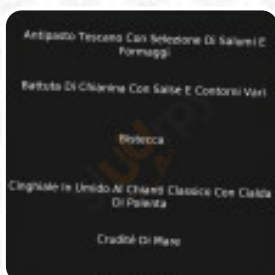 Antipasto Toscano Con Selezione Di Salumi E
Formaggi
Battuta Di Chianina Con Salse E Contorni Vari
Bistecca
Cinghiale In Umido Al Chianti Classico Con Cialda
Di Polenta
Crudité Di Mare